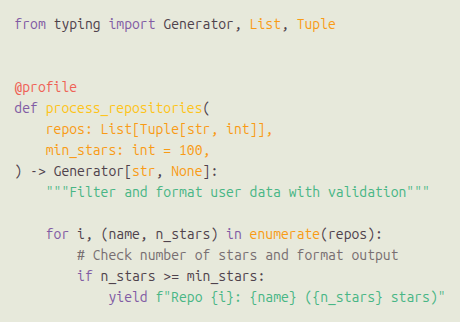 from typing import Generator, List, Tuple


@profile
def process_repositories(
    repos: List[Tuple[str, int]],
    min_stars: int = 100,
) -> Generator[str, None]:
    """Filter and format user data with validation"""

    for i, (name, n_stars) in enumerate(repos):
        # Check number of stars and format output
        if n_stars >= min_stars:
            yield f"Repo {i}: {name} ({n_stars} stars)"